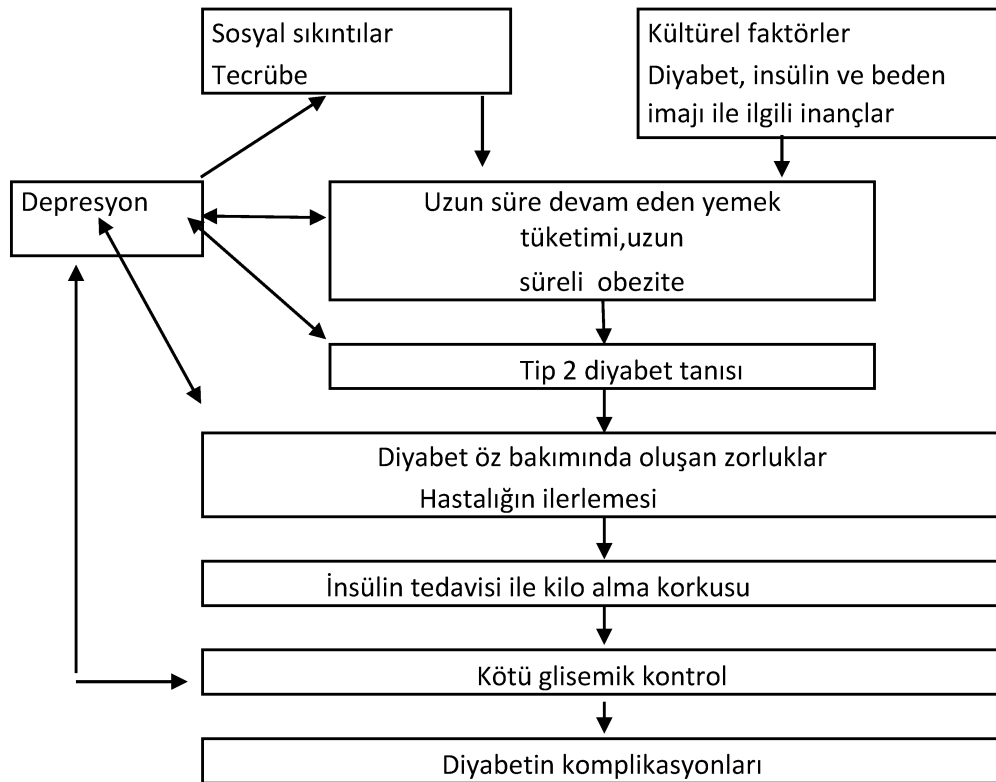 Sosyal sıkıntılar
Tecrübe
Kültürel faktörler
Diyabet, insülin ve beden
imajı ile ilgili inançlar
Depresyon
Uzun süre devam eden yemek
tüketimi,uzun
süreli obezite
Tip 2 diyabet tanısı
Diyabet öz bakımında oluşan zorluklar
Hastalığın ilerlemesi
İnsülin tedavisi ile kilo alma korkusu
Kötü glisemik kontrol
Diyabetin komplikasyonları